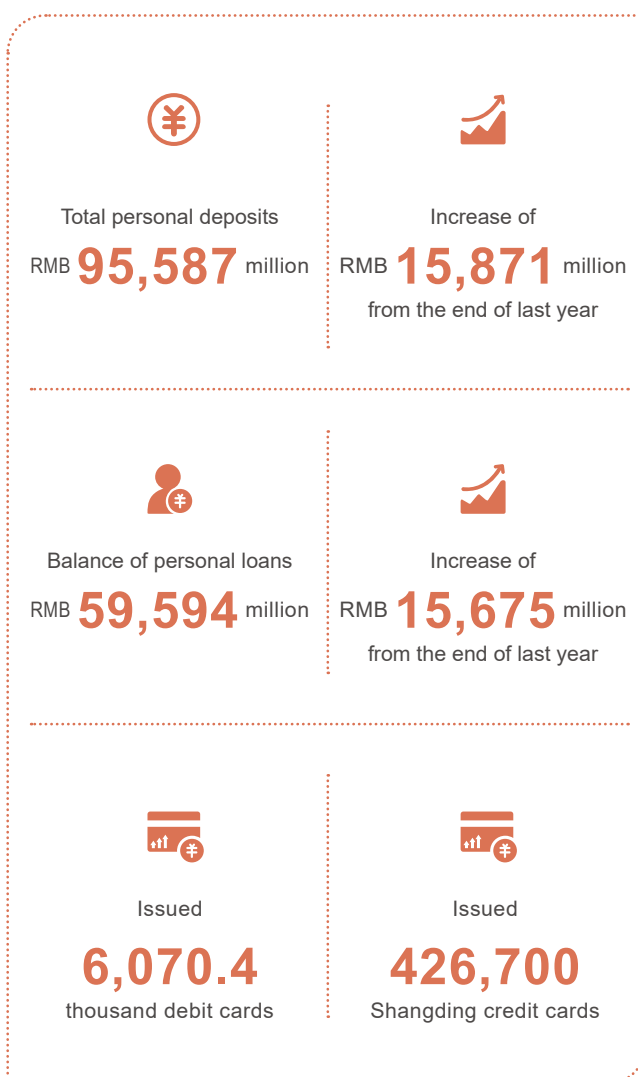 Total personal deposits
RMB 95,587 million
Increase of
RMB 15,871 million
from the end of last year
Balance of personal loans
RMB 59,594 million
Increase of
RMB 15,675 million
from the end of last year
Issued
6,070.4
thousand debit cards
Issued
426,700
Shangding credit cards